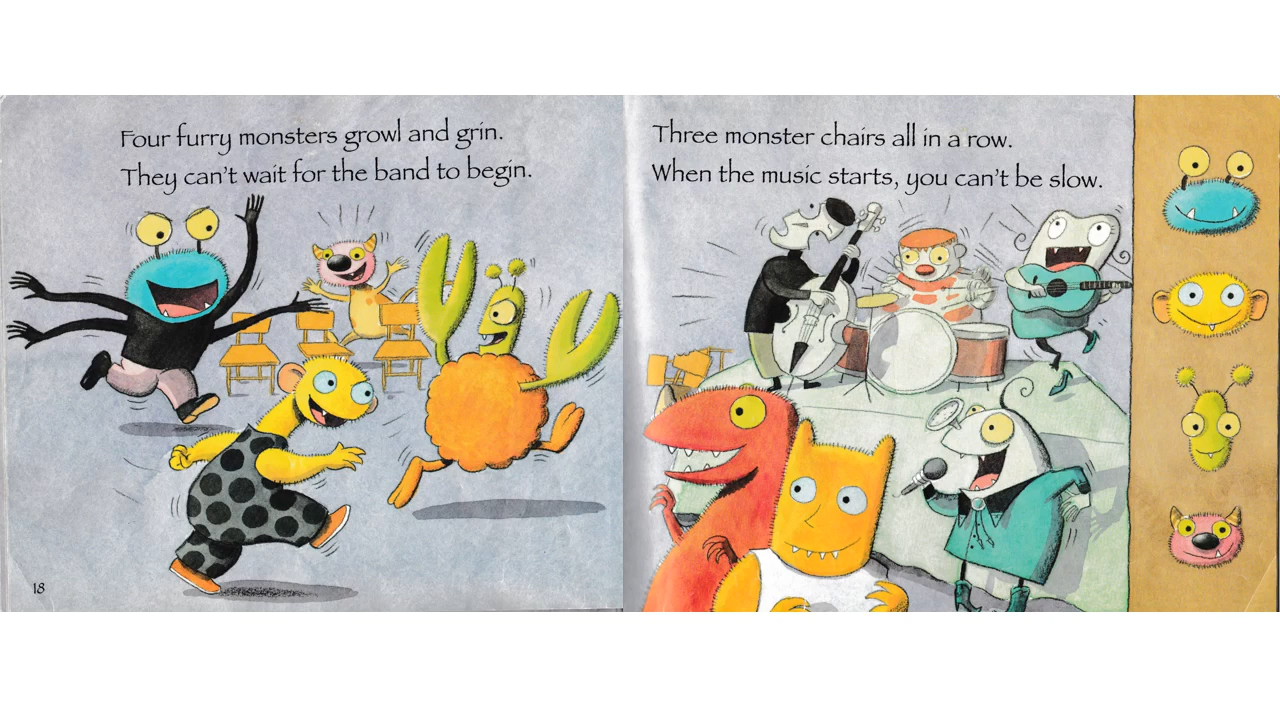 Four furry monsters growl and grin.
They can't wait for the band to begin.
Three monster chairs all in a row.
When the music starts, you can't be slow.
18